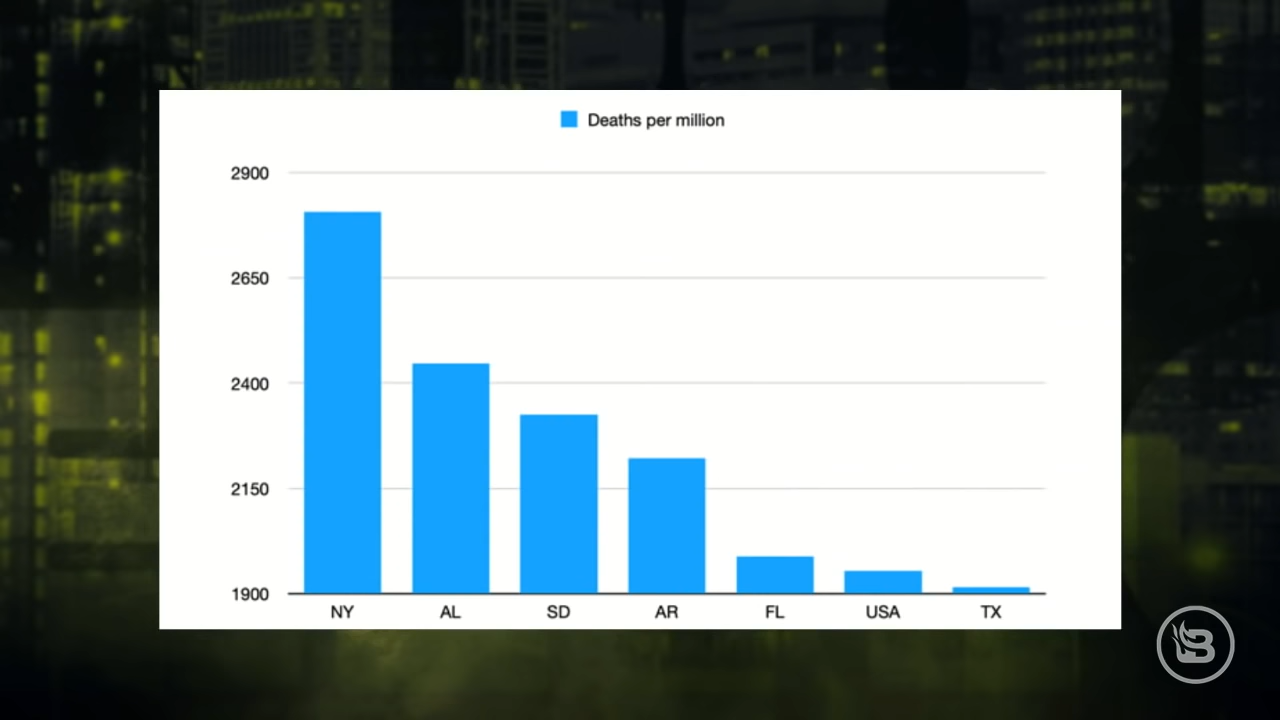 Deaths per million
2900
2650
2400
2150
1900
NY AL SD AR FL USA TX
B